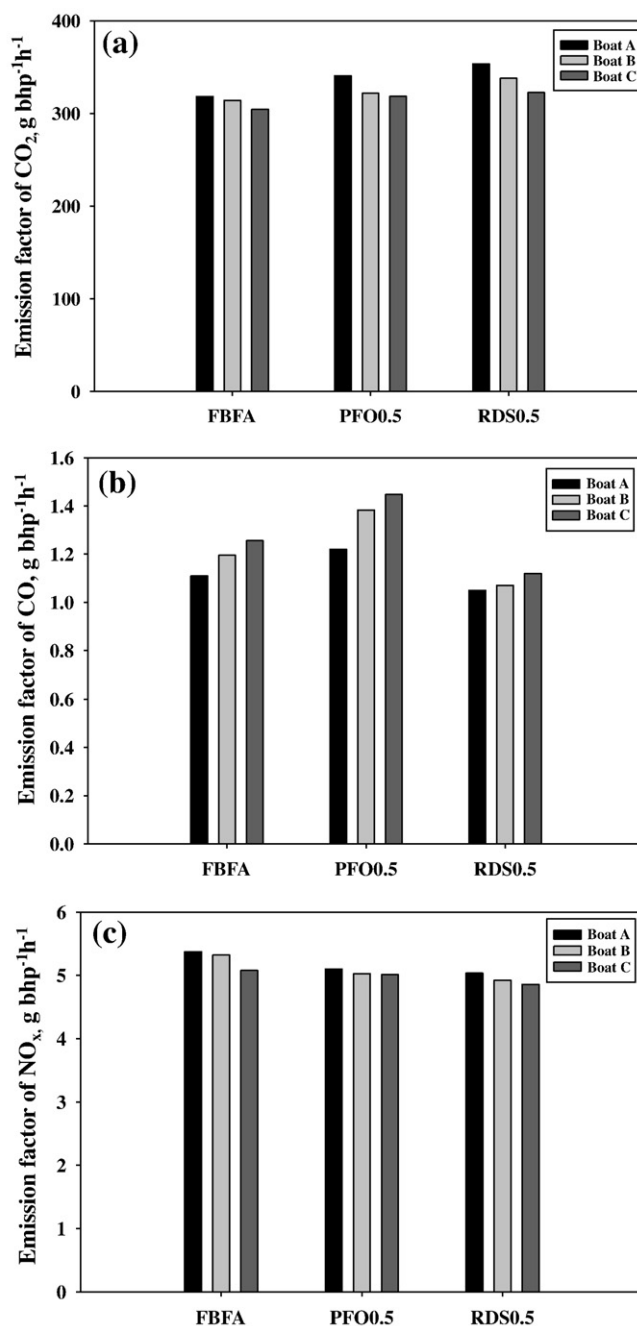 (a)
Boat A
Boat B
Boat C
Emission factor of CO₂, g bhp⁻¹h⁻¹
400
300
200
100
0
FBFA PFO0.5 RDS0.5
(b)
Boat A
Boat B
Boat C
Emission factor of CO, g bhp⁻¹h⁻¹
1.6
1.4
1.2
1.0
0.8
0.6
0.4
0.2
0.0
FBFA PFO0.5 RDS0.5
(c)
Boat A
Boat B
Boat C
Emission factor of NOₓ, g bhp⁻¹h⁻¹
6
5
4
3
2
1
0
FBFA PFO0.5 RDS0.5